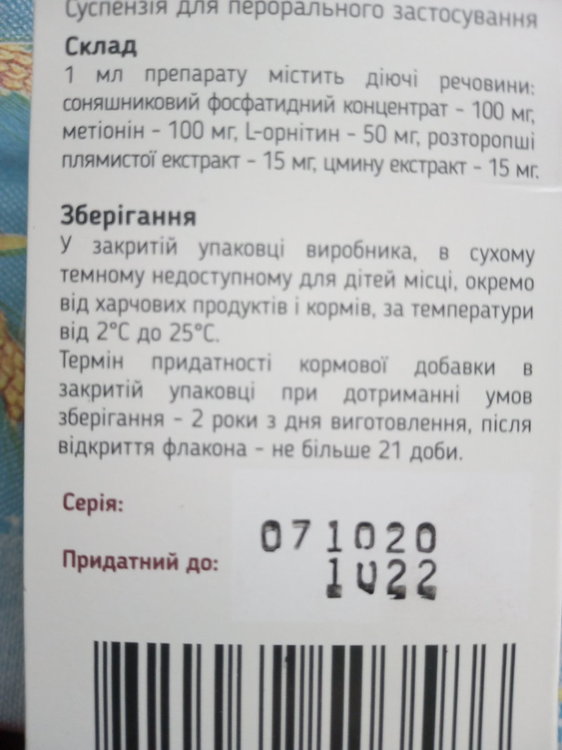 Суспензія для перорального застосування
Склад
1 мл препарату містить діючі речовини:
соняшниковий фосфатидний концентрат - 100 мг,
метіонін - 100 мг, L-орнітин - 50 мг, розторопші
плямистої екстракт - 15 мг, цмину екстракт - 15 мг.
Зберігання
У закритій упаковці виробника, в сухому
темному недоступному для дітей місці, окремо
від харчових продуктів і кормів, за температури
від 2°С до 25°С.
Термін придатності кормової добавки в
закритій упаковці при дотриманні умов
зберігання - 2 роки з дня виготовлення, після
відкриття флакона - не більше 21 доби.
Серія:
071020
Придатний до:
1022